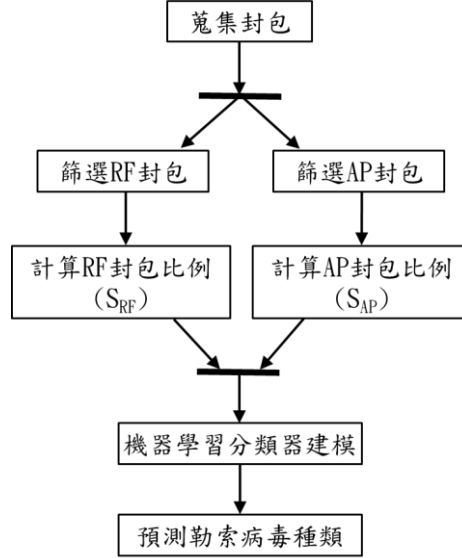 蒐集封包
篩選RF封包
篩選AP封包
計算RF封包比例
（S_RF）
計算AP封包比例
（S_AP）
機器學習分類器建模
預測勒索病毒種類